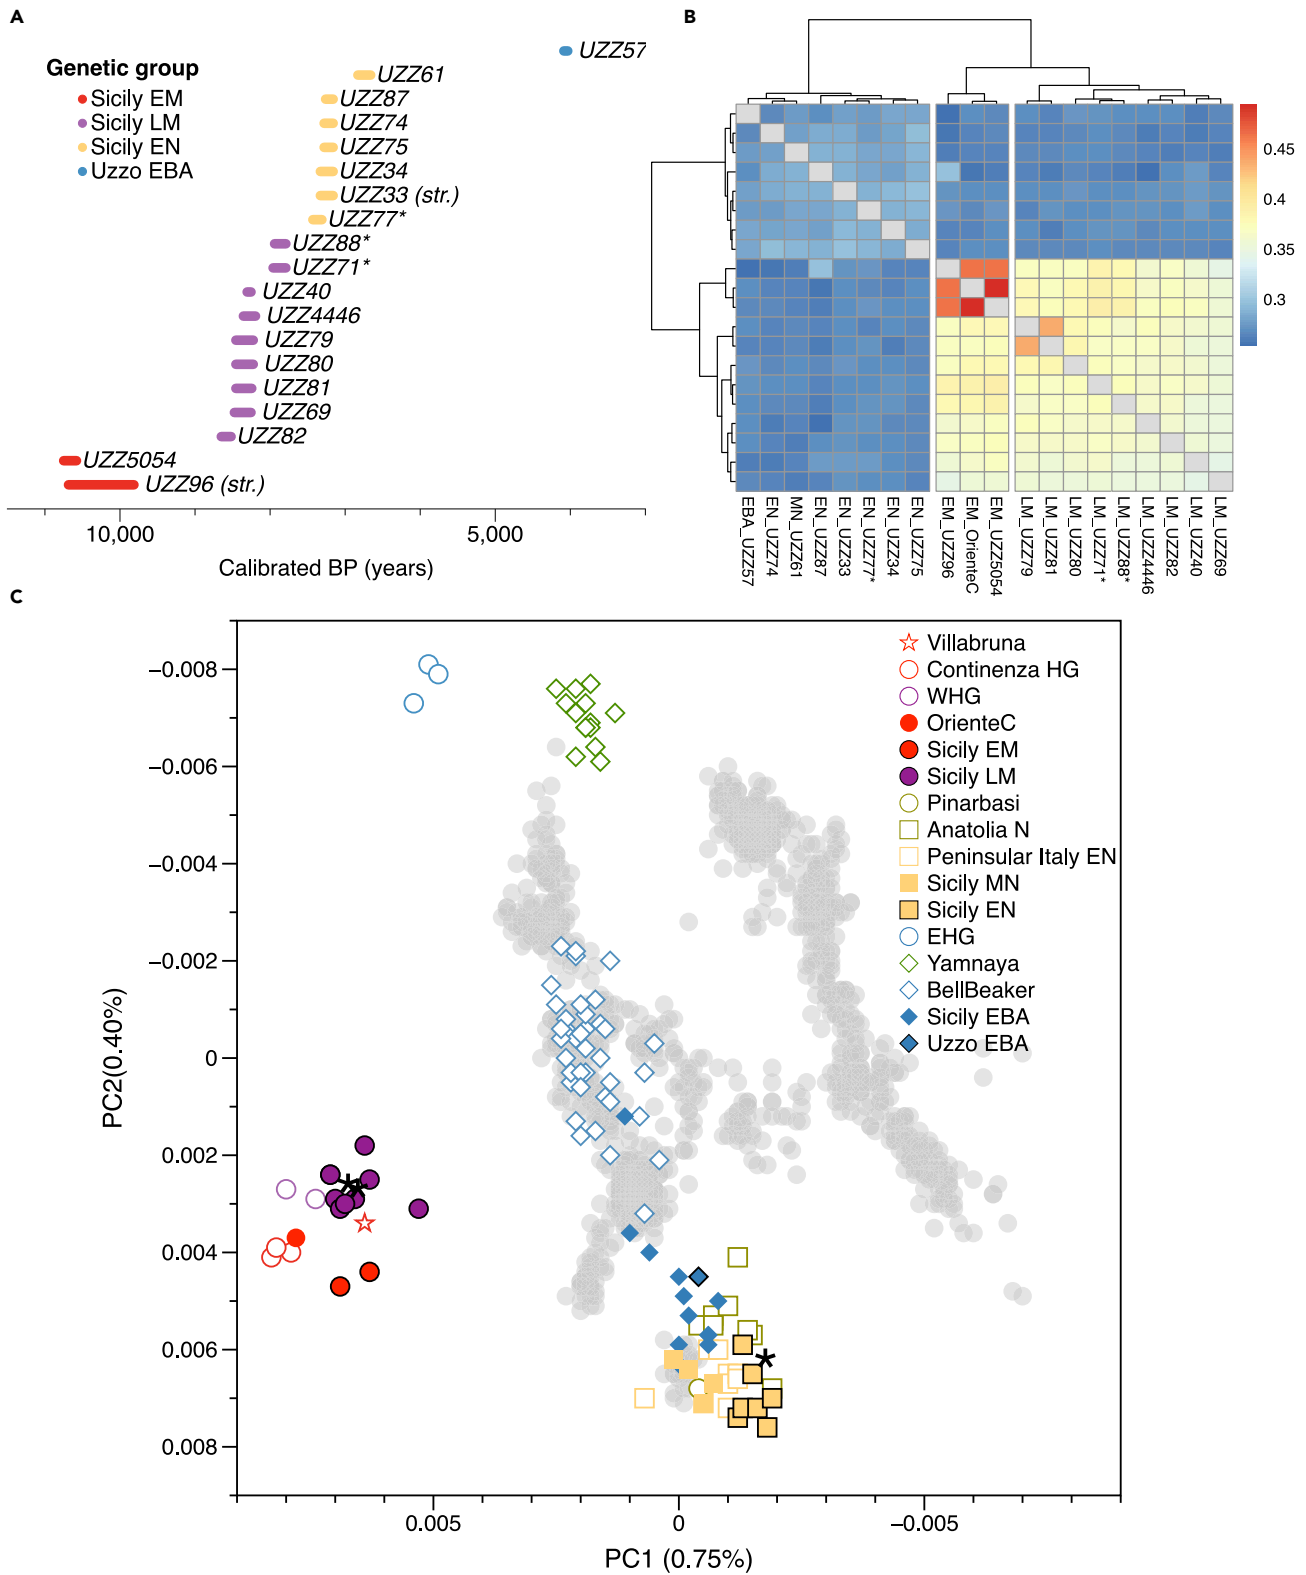 A
Genetic group
Sicily EM
Sicily LM
Sicily EN
Uzzo EBA
UZZ57
UZZ61
UZZ87
UZZ74
UZZ75
UZZ34
UZZ33 (str.)
UZZ77*
UZZ88*
UZZ71*
UZZ40
UZZ4446
UZZ79
UZZ80
UZZ81
UZZ69
UZZ82
UZZ5054
UZZ96 (str.)
10,000
5,000
Calibrated BP (years)
B
0.45
0.4
0.35
0.3
EBA_UZZ57
EN_UZZ74
MN_UZZ61
EN_UZZ87
EN_UZZ33
EN_UZZ77*
EN_UZZ34
EN_UZZ75
EM_UZZ96
EM_OrienteC
EM_UZZ5054
LM_UZZ79
LM_UZZ81
LM_UZZ80
LM_UZZ71*
LM_UZZ88*
LM_UZZ4446
LM_UZZ82
LM_UZZ40
LM_UZZ69
C
Villabruna
Continenza HG
WHG
OrienteC
Sicily EM
Sicily LM
Pinarbasi
Anatolia N
Peninsular Italy EN
Sicily MN
Sicily EN
EHG
Yamnaya
BellBeaker
Sicily EBA
Uzzo EBA
−0.008
−0.006
−0.004
−0.002
0
0.002
0.004
0.006
0.008
PC2(0.40%)
0.005
0
−0.005
PC1 (0.75%)